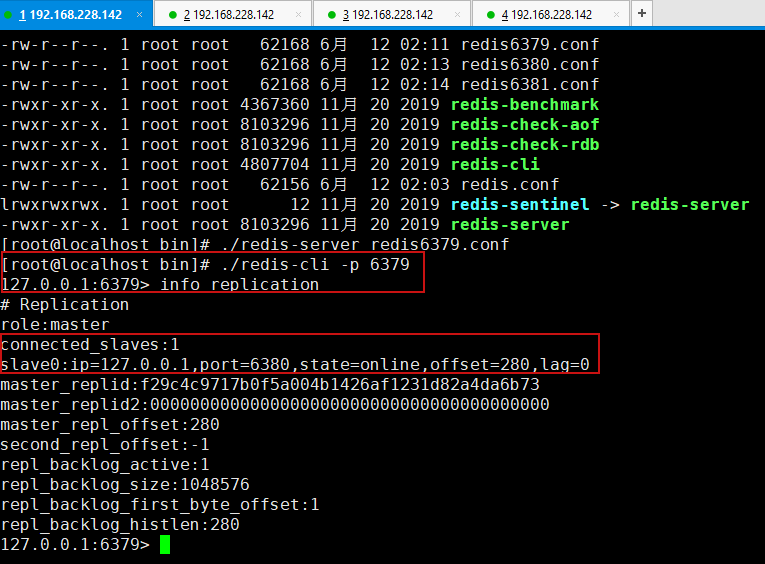 1 192.168.228.142 × 2 192.168.228.142 × 3 192.168.228.142 × 4 192.168.228.142 × +
-rw-r--r--. 1 root root   62168 6月  12 02:11 redis6379.conf
-rw-r--r--. 1 root root   62168 6月  12 02:13 redis6380.conf
-rw-r--r--. 1 root root   62168 6月  12 02:14 redis6381.conf
-rwxr-xr-x. 1 root root 4367360 11月 20 2019 redis-benchmark
-rwxr-xr-x. 1 root root 8103296 11月 20 2019 redis-check-aof
-rwxr-xr-x. 1 root root 8103296 11月 20 2019 redis-check-rdb
-rwxr-xr-x. 1 root root 4807704 11月 20 2019 redis-cli
-rw-r--r--. 1 root root   62156 6月  12 02:03 redis.conf
lrwxrwxrwx. 1 root root      12 11月 20 2019 redis-sentinel -> redis-server
-rwxr-xr-x. 1 root root 8103296 11月 20 2019 redis-server
[root@localhost bin]# ./redis-server redis6379.conf
[root@localhost bin]# ./redis-cli -p 6379
127.0.0.1:6379> info replication
# Replication
role:master
connected_slaves:1
slave0:ip=127.0.0.1,port=6380,state=online,offset=280,lag=0
master_replid:f29c4c9717b0f5a004b1426af1231d82a4da6b73
master_replid2:0000000000000000000000000000000000000000
master_repl_offset:280
second_repl_offset:-1
repl_backlog_active:1
repl_backlog_size:1048576
repl_backlog_first_byte_offset:1
repl_backlog_histlen:280
127.0.0.1:6379>